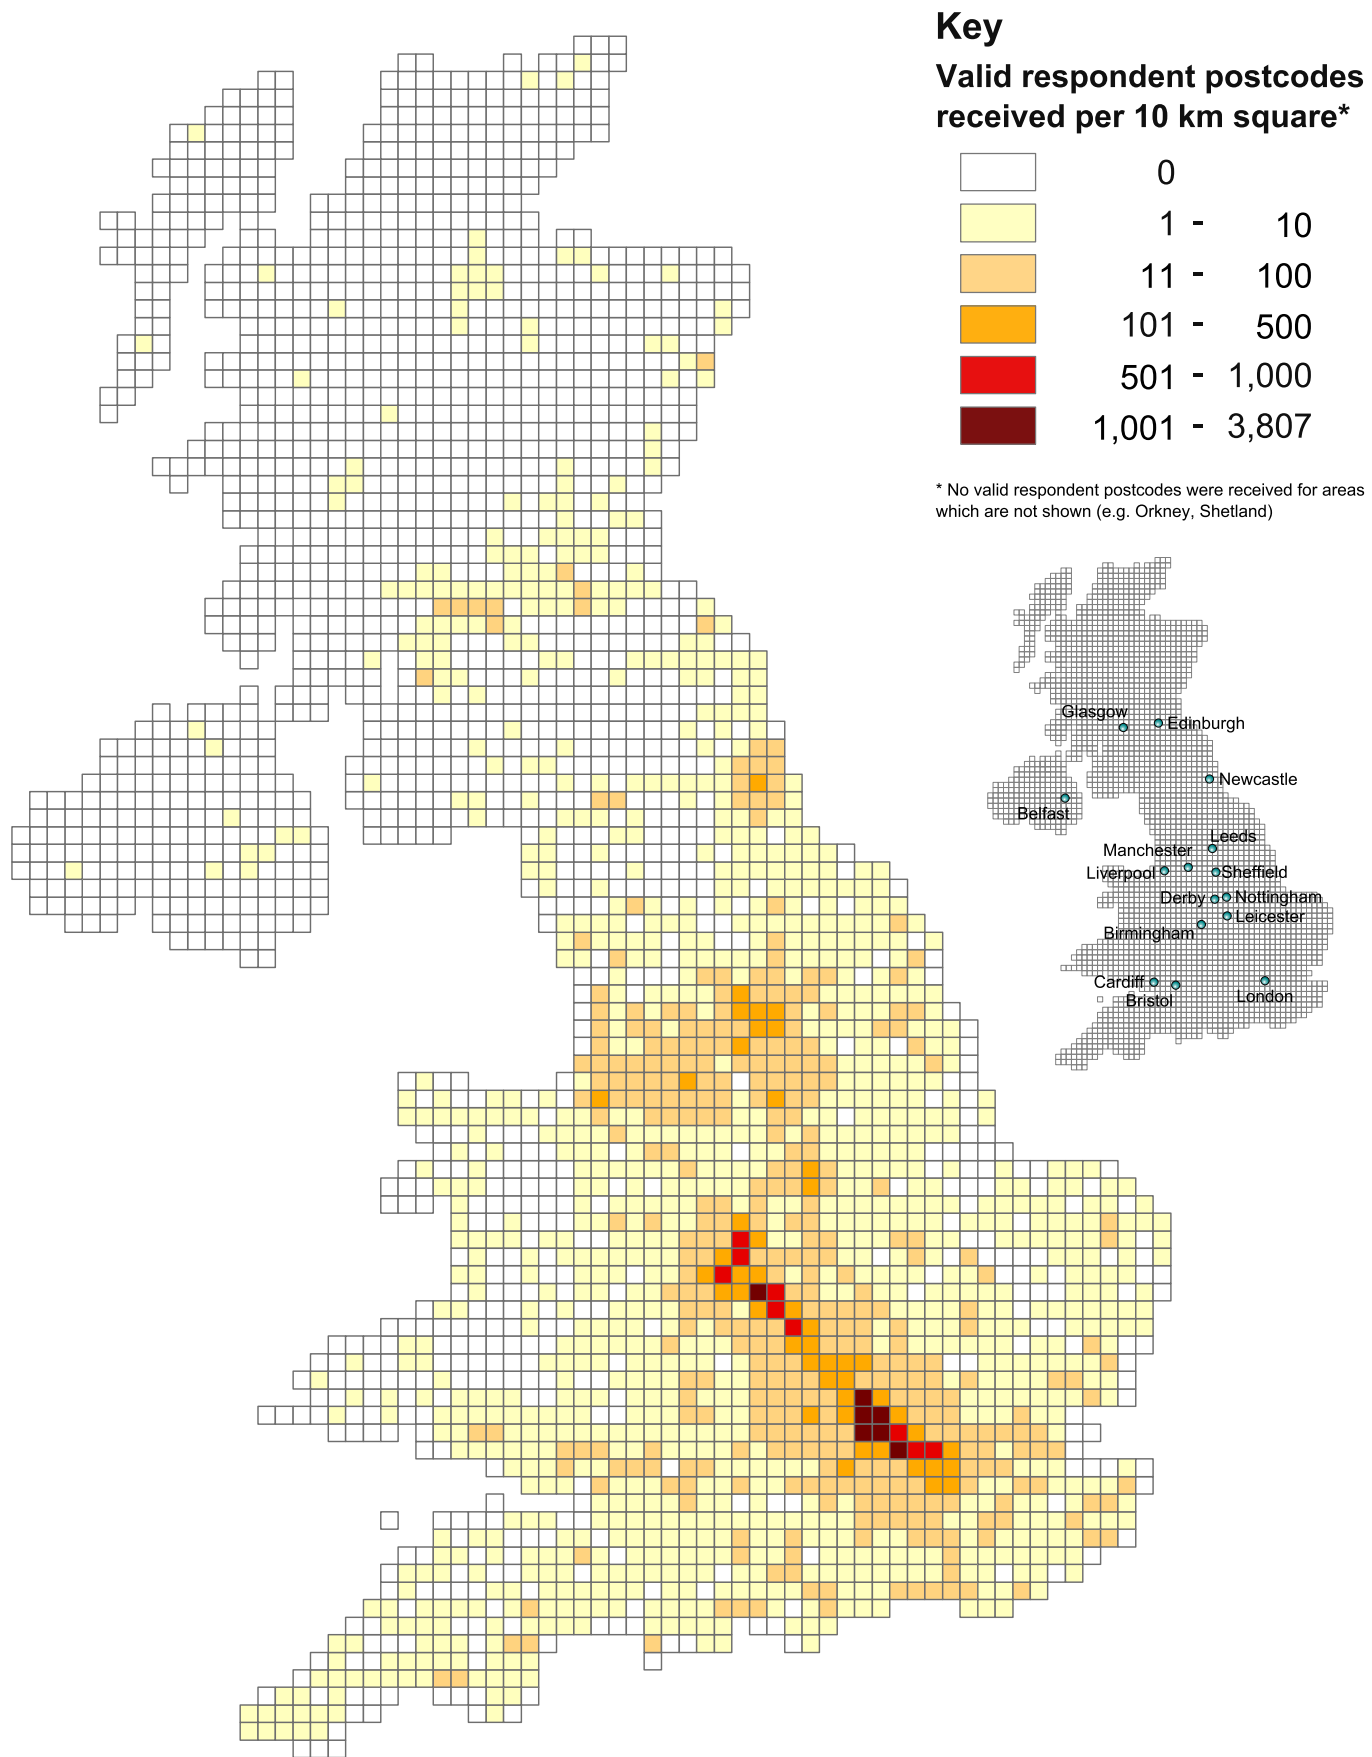 Key
Valid respondent postcodes
received per 10 km square*
0
1 - 10
11 - 100
101 - 500
501 - 1,000
1,001 - 3,807
* No valid respondent postcodes were received for areas
which are not shown (e.g. Orkney, Shetland)
Glasgow
Edinburgh
Newcastle
Belfast
Leeds
Manchester
Liverpool
Sheffield
Derby
Nottingham
Leicester
Birmingham
Cardiff
Bristol
London